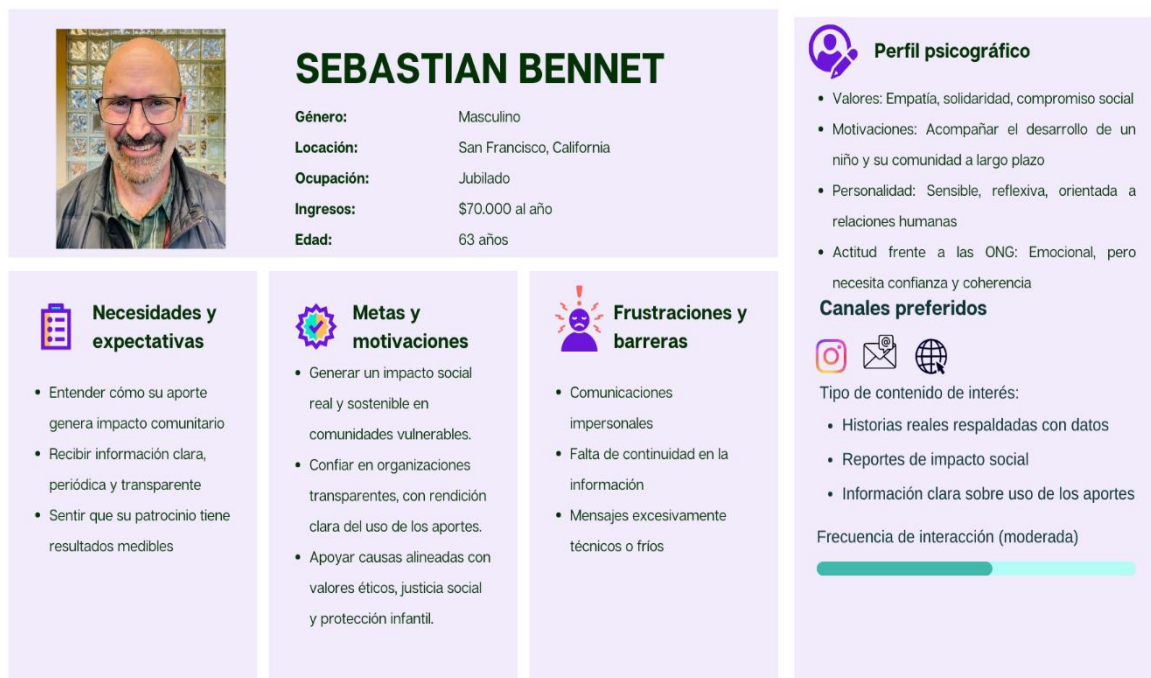 SEBASTIAN BENNET
Género: Masculino
Locación: San Francisco, California
Ocupación: Jubilado
Ingresos: $70.000 al año
Edad: 63 años
Necesidades y
expectativas
• Entender cómo su aporte
genera impacto comunitario
• Recibir información clara,
periódica y transparente
• Sentir que su patrocinio tiene
resultados medibles
Metas y
motivaciones
• Generar un impacto social
real y sostenible en
comunidades vulnerables.
• Confiar en organizaciones
transparentes, con rendición
clara del uso de los aportes.
• Apoyar causas alineadas con
valores éticos, justicia social
y protección infantil.
Frustraciones y
barreras
• Comunicaciones
impersonales
• Falta de continuidad en la
información
• Mensajes excesivamente
técnicos o fríos
Perfil psicográfico
• Valores: Empatía, solidaridad, compromiso social
• Motivaciones: Acompañar el desarrollo de un
niño y su comunidad a largo plazo
• Personalidad: Sensible, reflexiva, orientada a
relaciones humanas
• Actitud frente a las ONG: Emocional, pero
necesita confianza y coherencia
Canales preferidos
@
Tipo de contenido de interés:
• Historias reales respaldadas con datos
• Reportes de impacto social
• Información clara sobre uso de los aportes
Frecuencia de interacción (moderada)